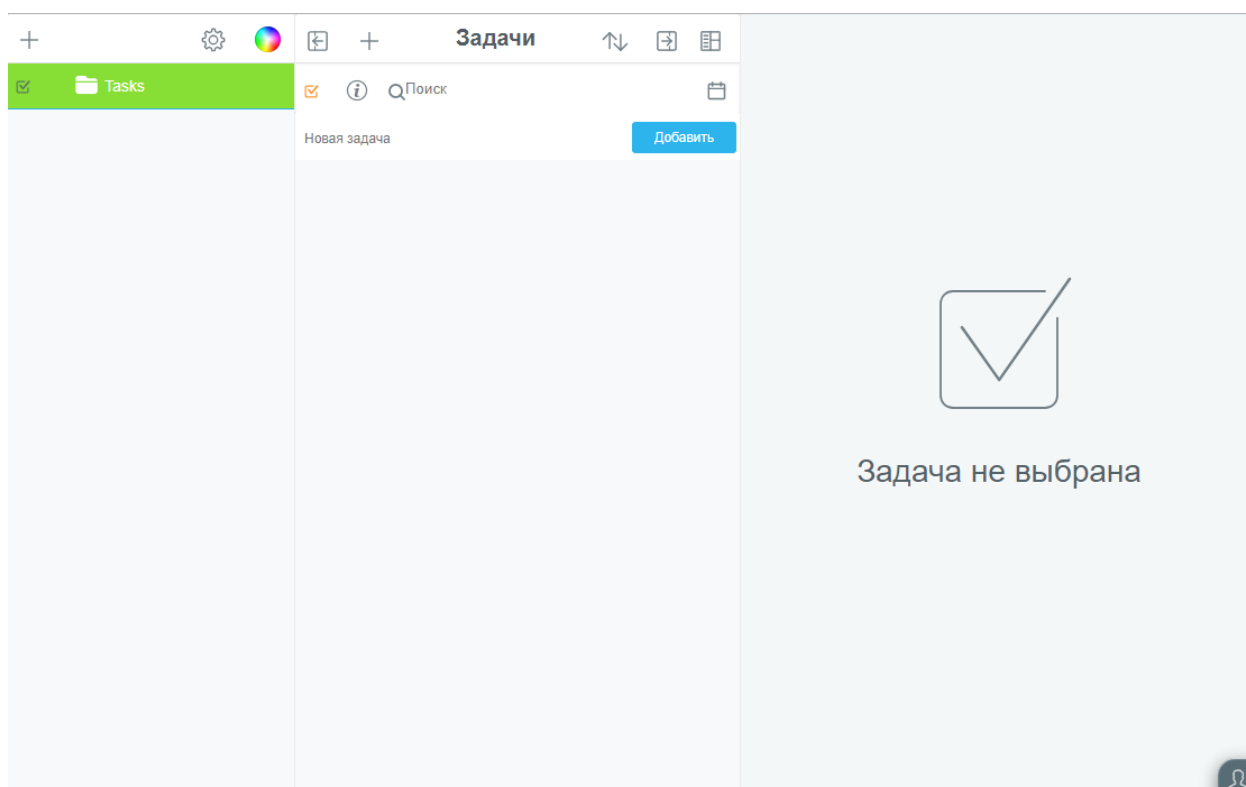 Задачи
Tasks
Поиск
Новая задача
Добавить
Задача не выбрана